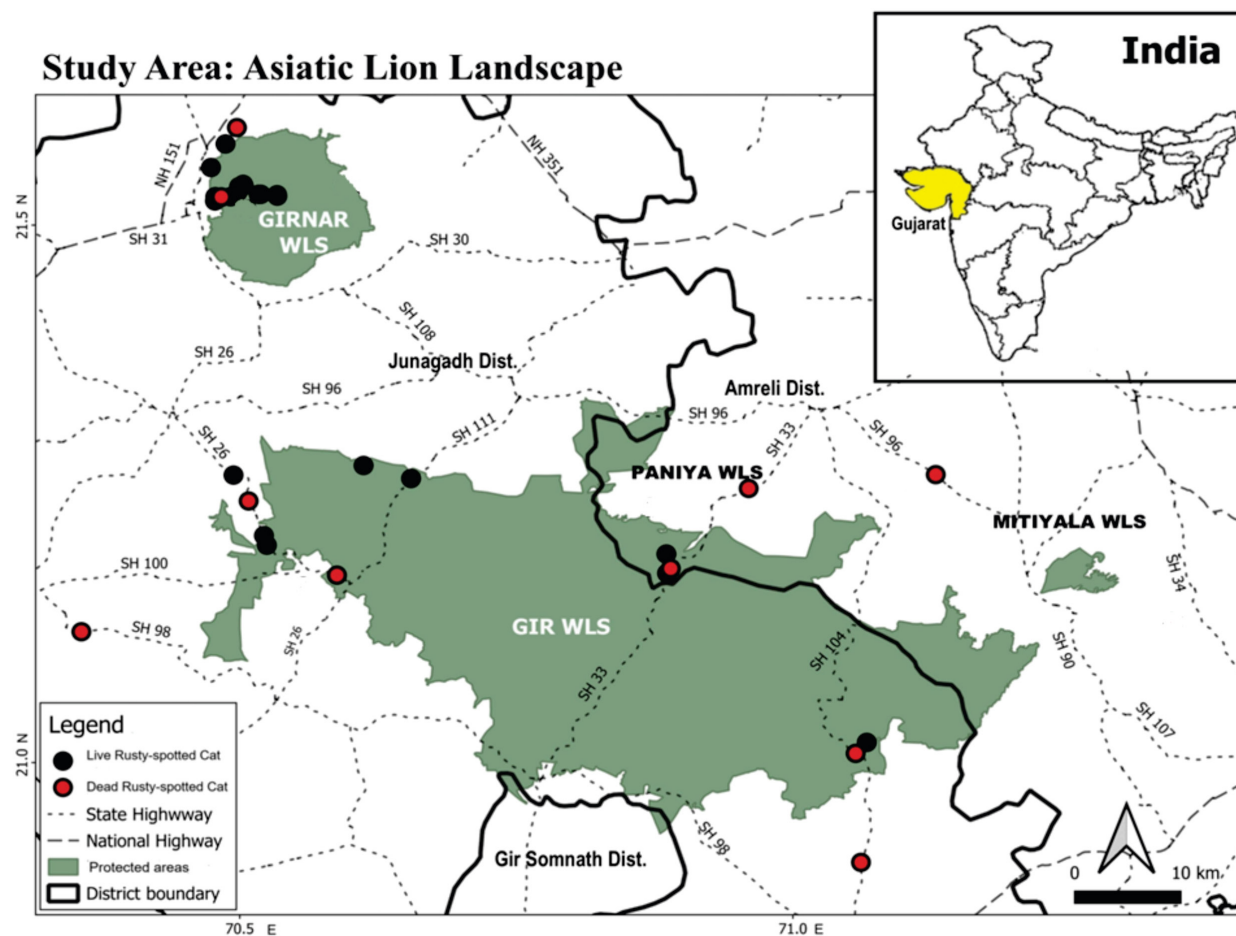 Study Area: Asiatic Lion Landscape
India
Gujarat
NH 151
NH 351
21.5 N
GIRNAR
WLS
SH 31
SH 30
SH 108
SH 26
Junagadh Dist.
SH 96
Amreli Dist.
SH 96
SH 33
SH 96
SH 26
SH 111
PANIYA WLS
MITIYALA WLS
SH 100
SH 34
SH 98
SH 26
GIR WLS
SH 104
SH 90
SH 33
SH 107
21.0 N
Legend
Live Rusty-spotted Cat
Dead Rusty-spotted Cat
State Highwway
National Highway
Protected areas
District boundary
Gir Somnath Dist.
SH 98
0 10 km
70.5 E
71.0 E